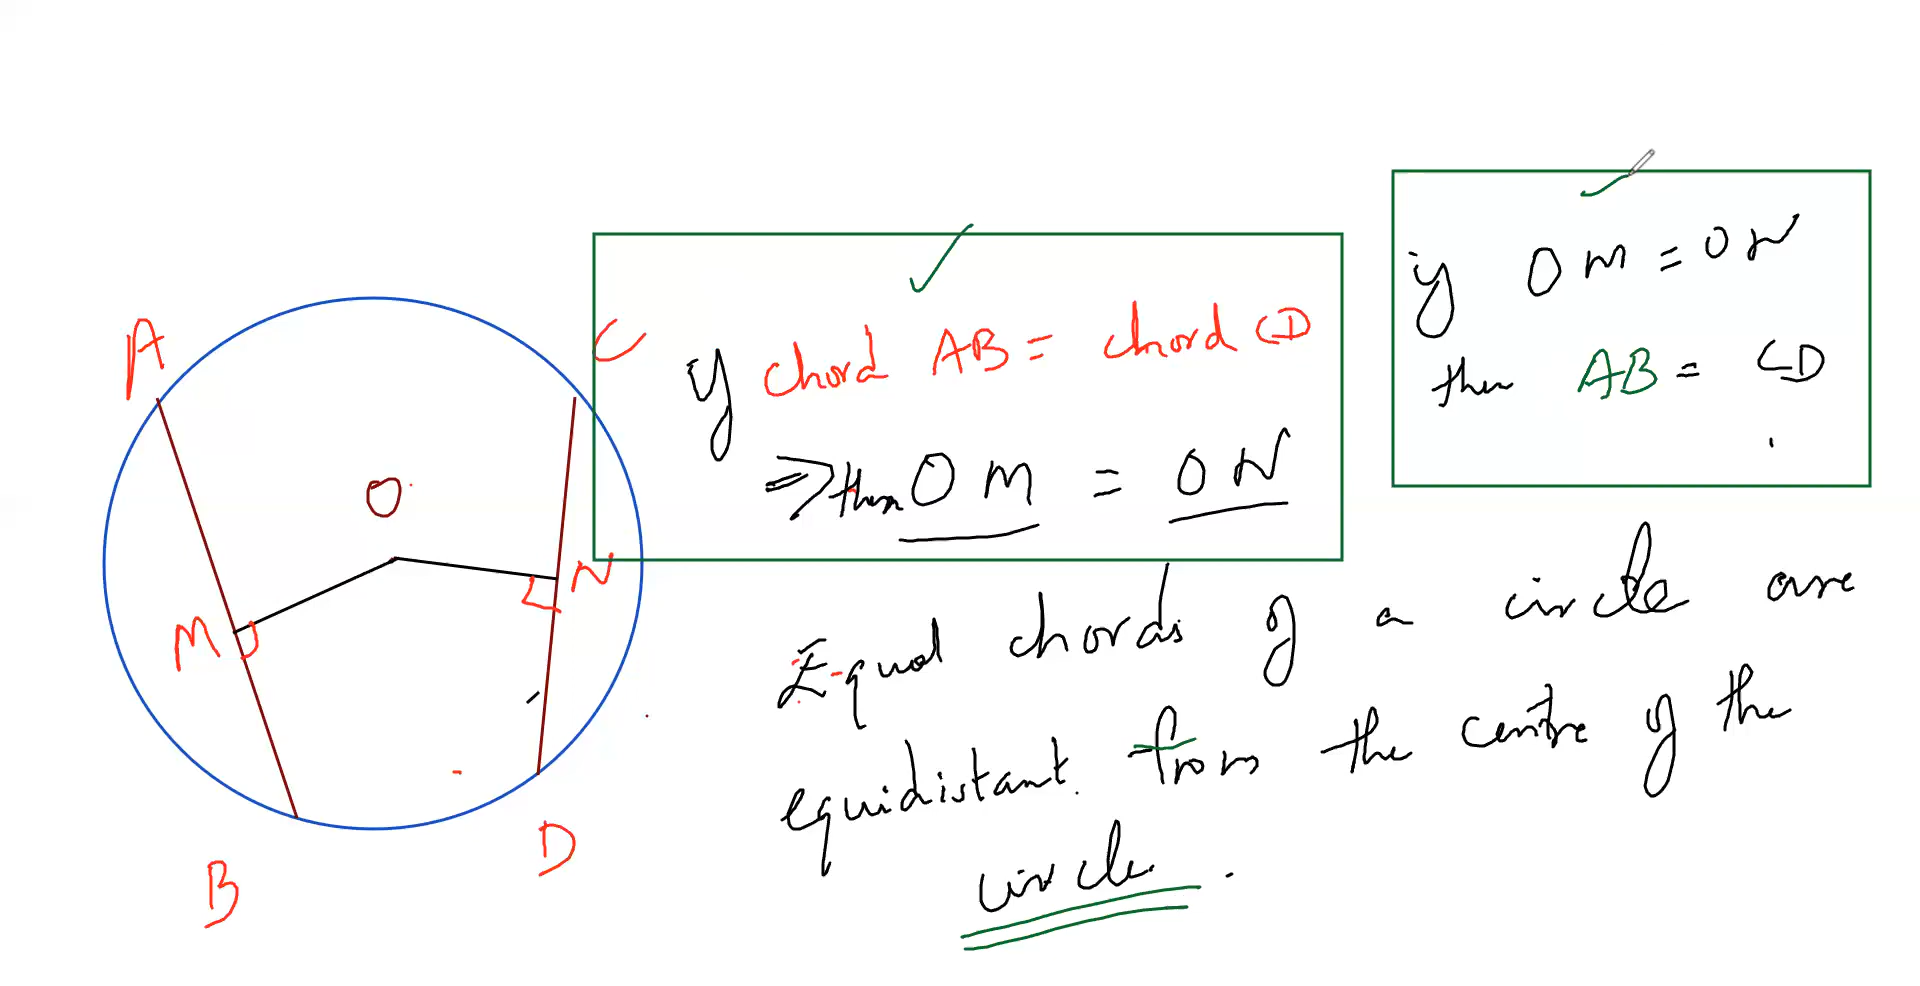 A
O
C
M
N
B
D
if chord AB = chord CD
⇒ then OM = ON
if OM = ON
then AB = CD
Equal chords of a circle are
equidistant from the centre of the
circle.